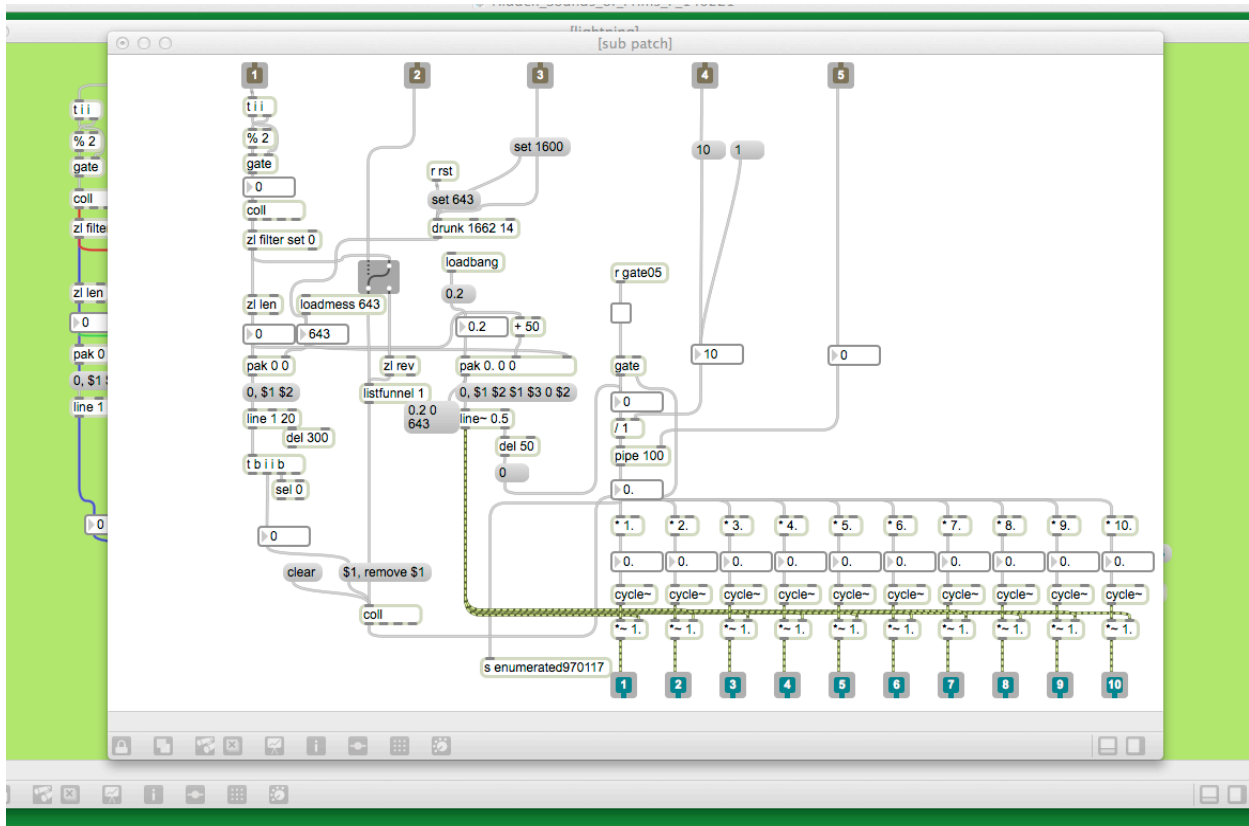 [sub patch]
1
2
3
4
5
t i i
% 2
gate
0
coll
zl filter set 0
zl len
0
pak 0 0
0, $1 $2
line 1 20
del 300
t b i i b
sel 0
0
clear
$1, remove $1
coll
loadmess 643
643
zl rev
listfunnel 1
set 1600
r rst
set 643
drunk 1662 14
loadbang
0.2
0.2
+ 50
pak 0. 0 0
0, $1 $2 $1 $3 0 $2
0.2 0
643
line~ 0.5
del 50
0
s enumerated970117
r gate05
gate
0
/ 1
pipe 100
0.
10
1
10
0
* 1.
* 2.
* 3.
* 4.
* 5.
* 6.
* 7.
* 8.
* 9.
* 10.
0.
0.
0.
0.
0.
0.
0.
0.
0.
0.
cycle~
cycle~
cycle~
cycle~
cycle~
cycle~
cycle~
cycle~
cycle~
cycle~
*~ 1.
*~ 1.
*~ 1.
*~ 1.
*~ 1.
*~ 1.
*~ 1.
*~ 1.
*~ 1.
*~ 1.
1
2
3
4
5
6
7
8
9
10
t i i
% 2
gate
coll
zl filte
zl len
0
pak 0
0, $1
line 1
0